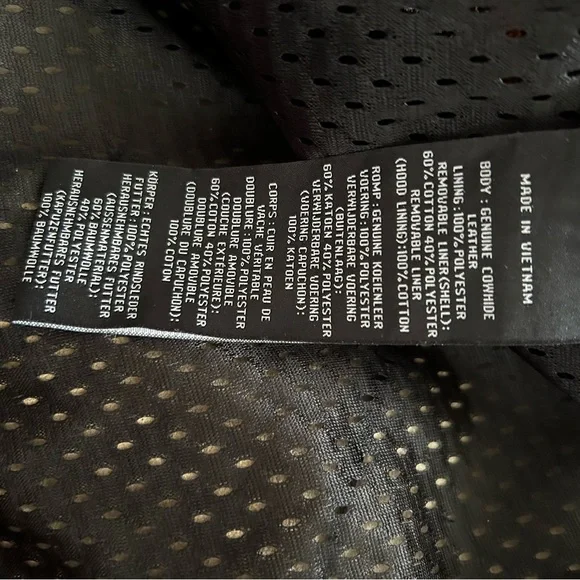 MADE IN VIETNAM
BODY : GENUINE COWHIDE
LEATHER
LINING:100%POLYESTER
REMOVABLE LINER(SHELL):
60%COTTON 40%POLYESTER
REMOVABLE LINER
(HOOD LINING):100%COTTON
ROMP:GENUINE KOEIENLEER
VOERING:100%POLYESTER
VERWIJDERBARE VOERING
(BUITENLAAG):
60% KATOEN 40%POLYESTER
VERWIJDERBARE VOERING
(VOERING CAPUCHON):
100% KATOEN
CORPS: CUIR EN PEAU DE
VACHE VÉRITABLE
DOUBLURE:100%POLYESTER
DOUBLURE AMOVIBLE
(COUCHE EXTÉRIEURE):
60%COTON 40%POLYESTER
DOUBLURE AMOVIBLE
(DOUBLURE DU CAPUCHON):
100%COTON
KÖRPER:ECHTES RINDSLEDER
FUTTER:100%POLYESTER
HERAUSNEHMBARES FUTTER
(AUSSENMATERIAL):
60%BAUMWOLLE
40%POLYESTER
HERAUSNEHMBARES FUTTER
(KAPUZENFUTTER):
100%BAUMWOLLE